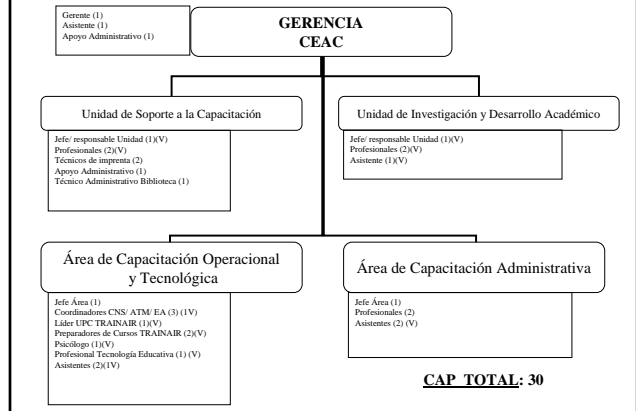 Gerente (1)
Asistente (1)
Apoyo Administrativo (1)
GERENCIA
CEAC
Unidad de Soporte a la Capacitación
Jefe/ responsable Unidad (1)(V)
Profesionales (2)(V)
Técnicos de imprenta (2)
Apoyo Administrativo (1)
Técnico Administrativo Biblioteca (1)
Unidad de Investigación y Desarrollo Académico
Jefe/ responsable Unidad (1)(V)
Profesionales (2)(V)
Asistente (1)(V)
Área de Capacitación Operacional
y Tecnológica
Jefe Área (1)
Coordinadores CNS/ ATM/ EA (3) (1V)
Líder UPC TRAINAIR (1)(V)
Preparadores de Cursos TRAINAIR (2)(V)
Psicólogo (1)(V)
Profesional Tecnología Educativa (1) (V)
Asistentes (2)(1V)
Área de Capacitación Administrativa
Jefe Área (1)
Profesionales (2)
Asistentes (2) (V)
CAP TOTAL: 30